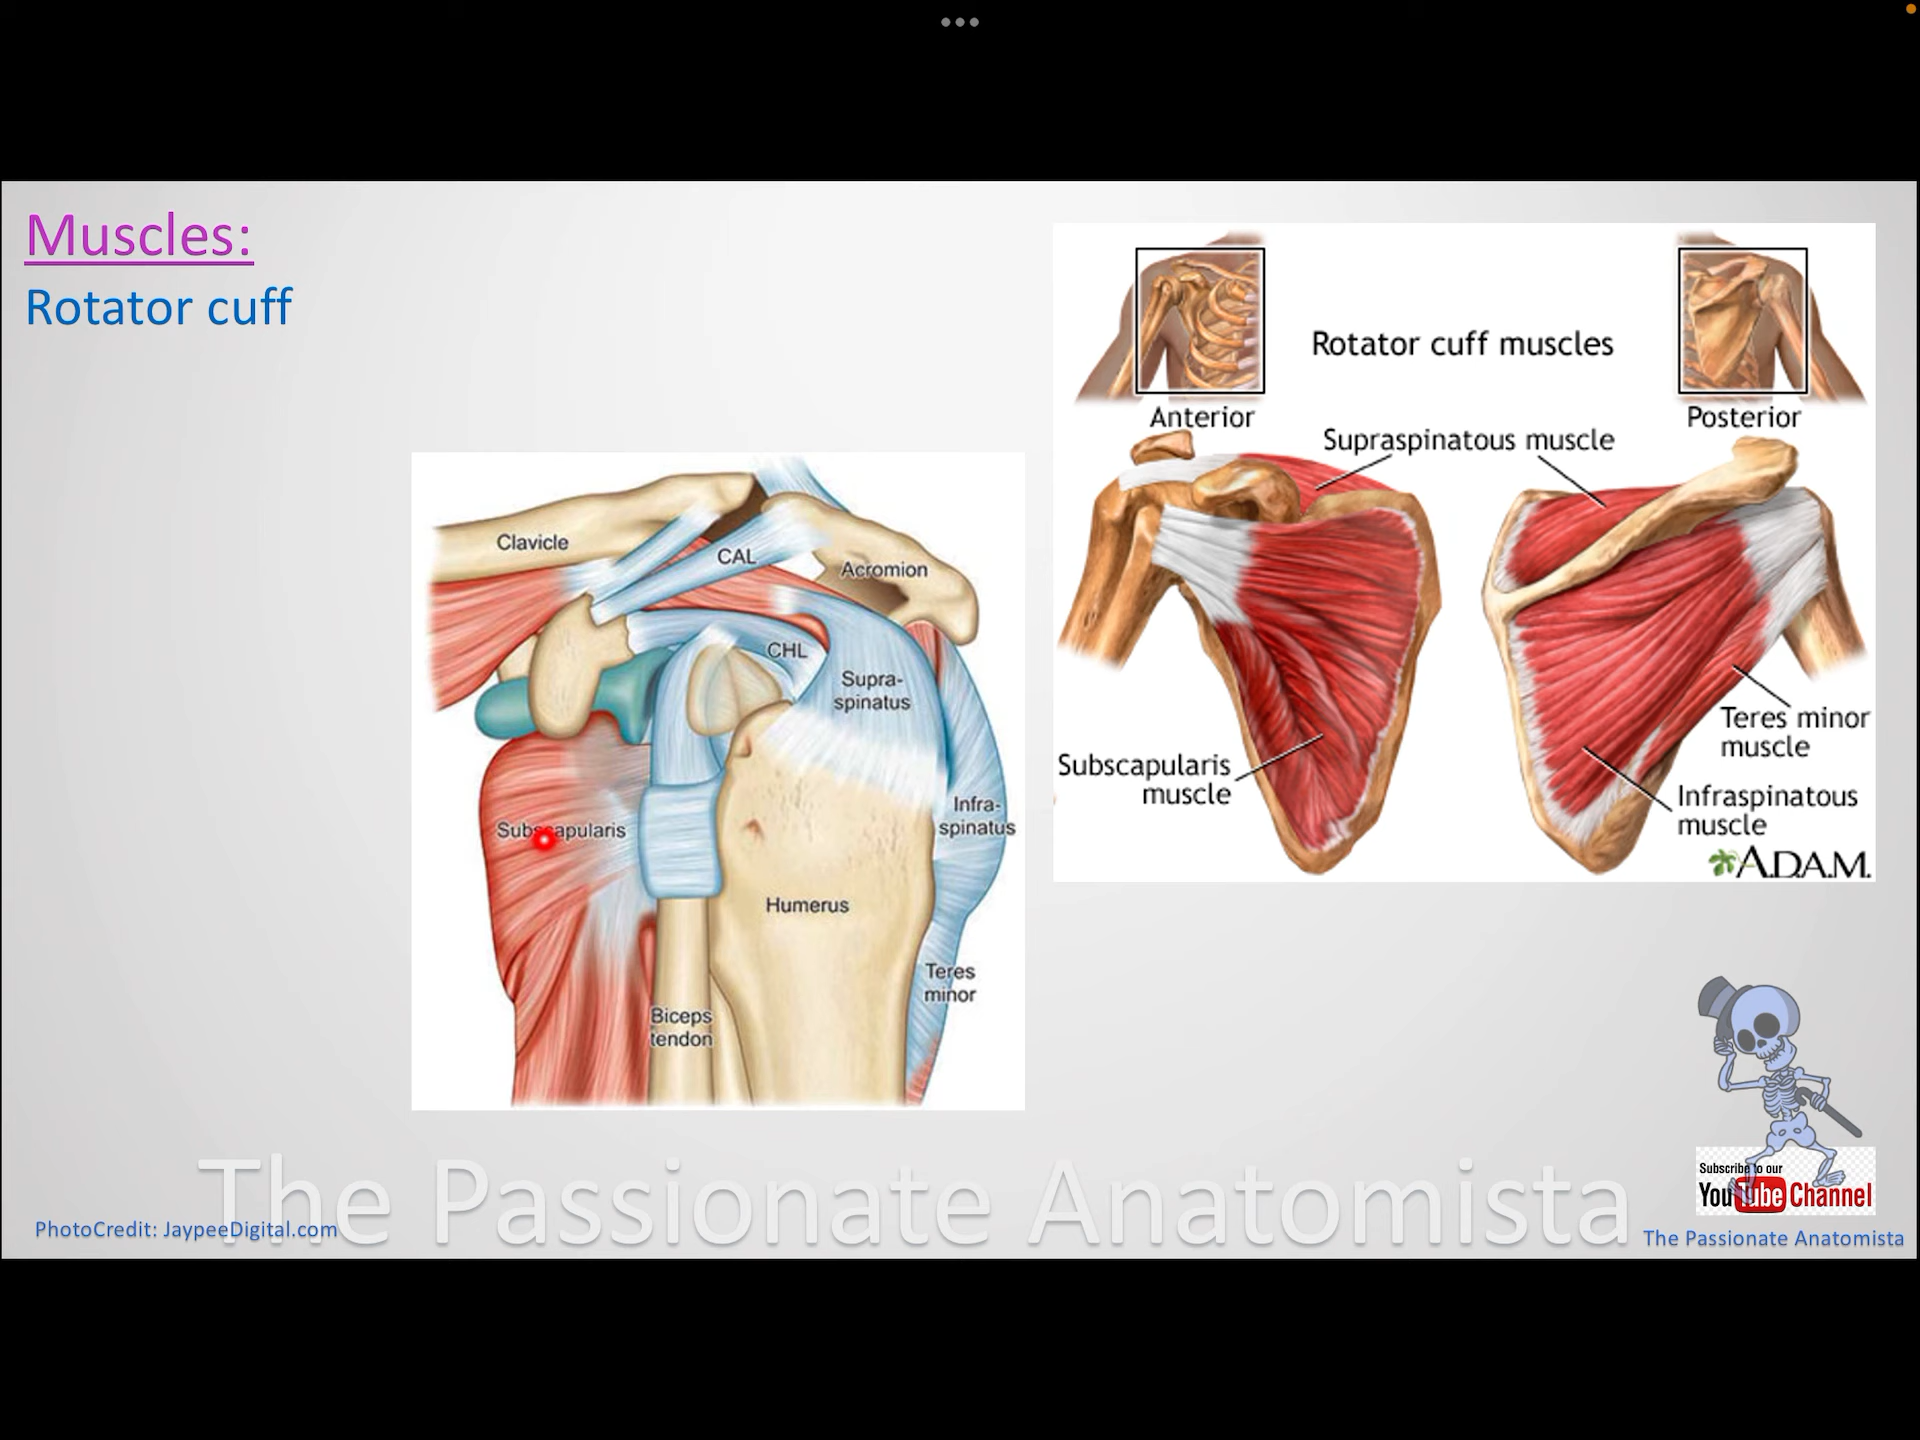 Muscles:
Rotator cuff
Clavicle
CAL
Acromion
CHL
Supra-
spinatus
Subscapularis
Infra-
spinatus
Humerus
Teres
minor
Biceps
tendon
Rotator cuff muscles
Anterior
Posterior
Supraspinatous muscle
Subscapularis
muscle
Teres minor
muscle
Infraspinatous
muscle
A.D.A.M.
The Passionate Anatomista
PhotoCredit: JaypeeDigital.com
Subscribe to our
YouTube Channel
The Passionate Anatomista